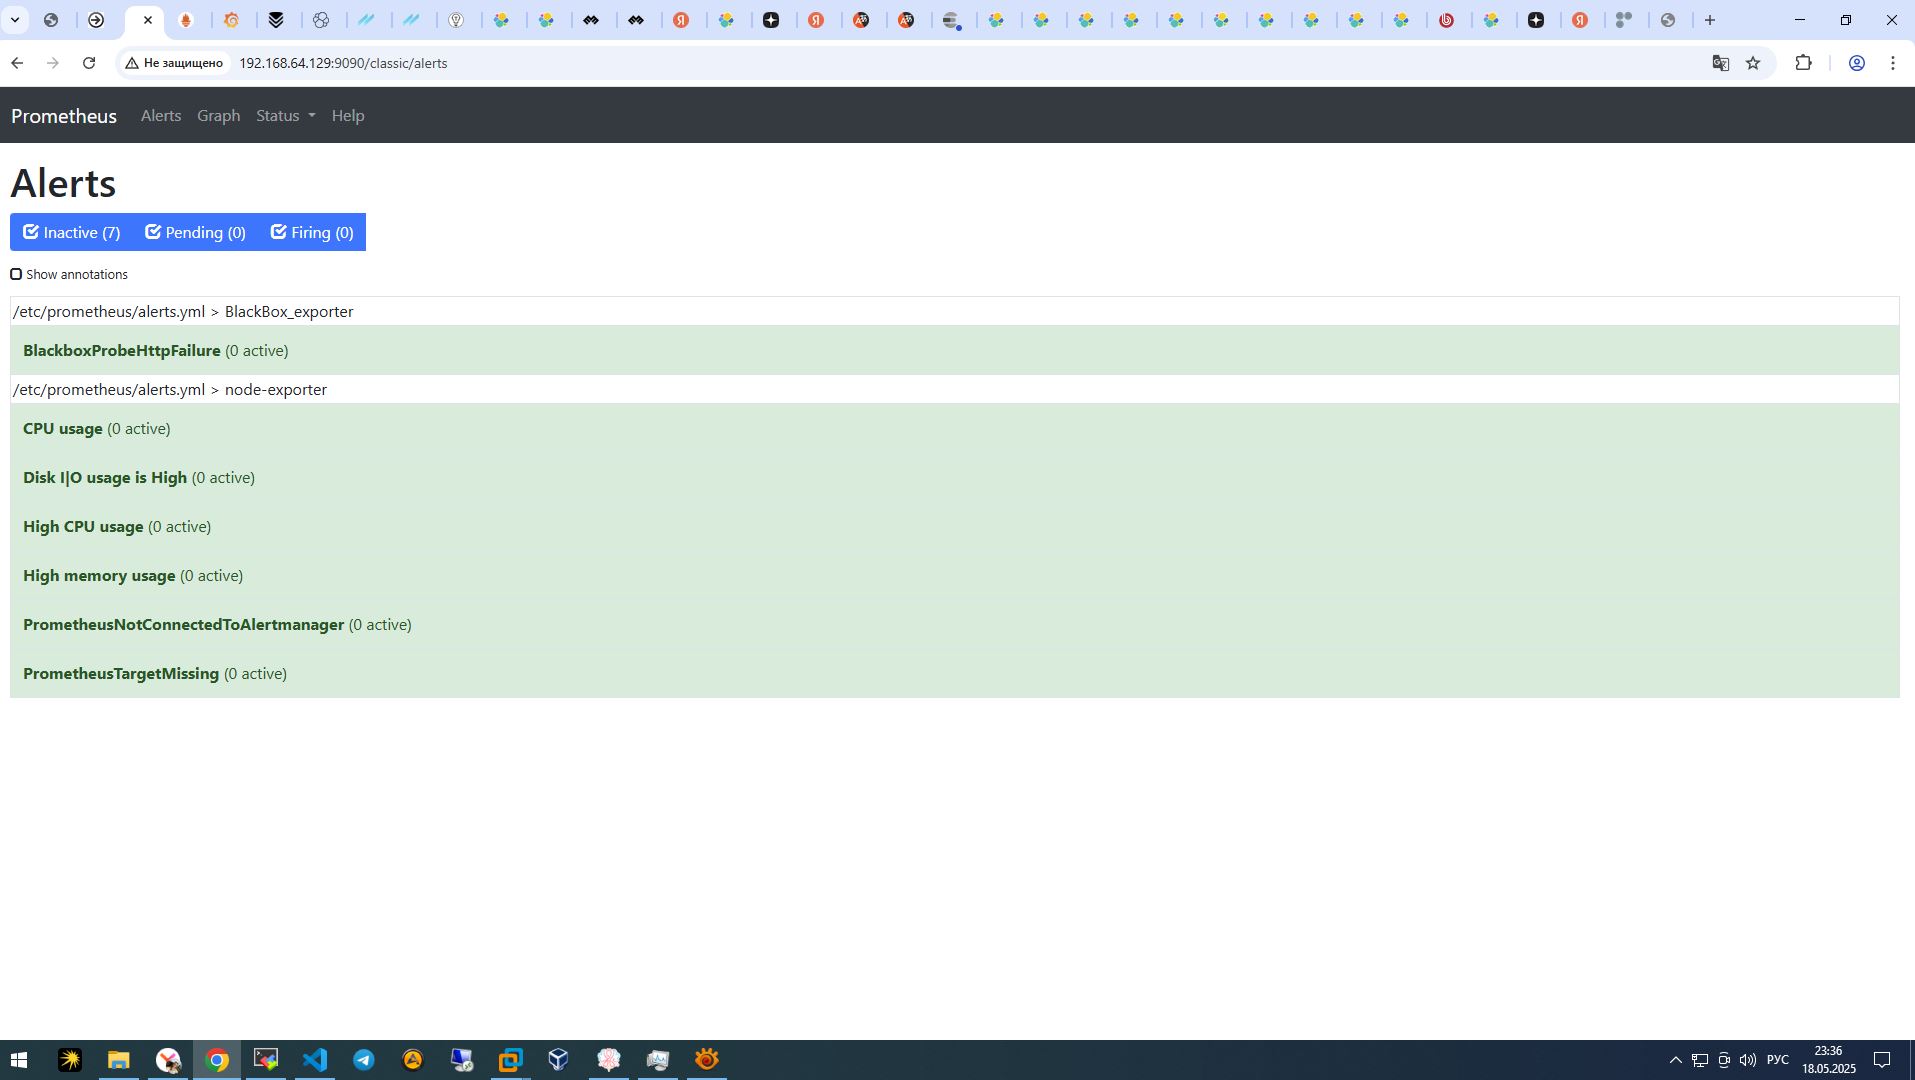 Не защищено 192.168.64.129:9090/classic/alerts
Prometheus Alerts Graph Status Help
Alerts
Inactive (7) Pending (0) Firing (0)
Show annotations
/etc/prometheus/alerts.yml > BlackBox_exporter
BlackboxProbeHttpFailure (0 active)
/etc/prometheus/alerts.yml > node-exporter
CPU usage (0 active)
Disk I|O usage is High (0 active)
High CPU usage (0 active)
High memory usage (0 active)
PrometheusNotConnectedToAlertmanager (0 active)
PrometheusTargetMissing (0 active)
РУС
23:36
18.05.2025